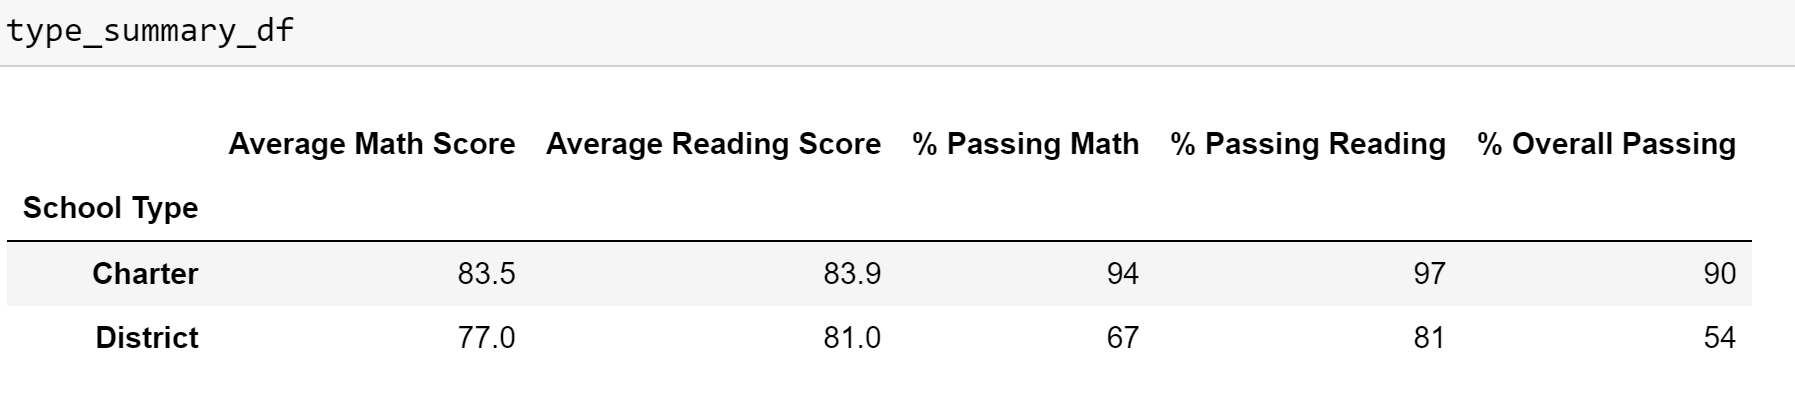 type_summary_df
Average Math Score Average Reading Score % Passing Math % Passing Reading % Overall Passing
School Type
Charter 83.5 83.9 94 97 90
District 77.0 81.0 67 81 54